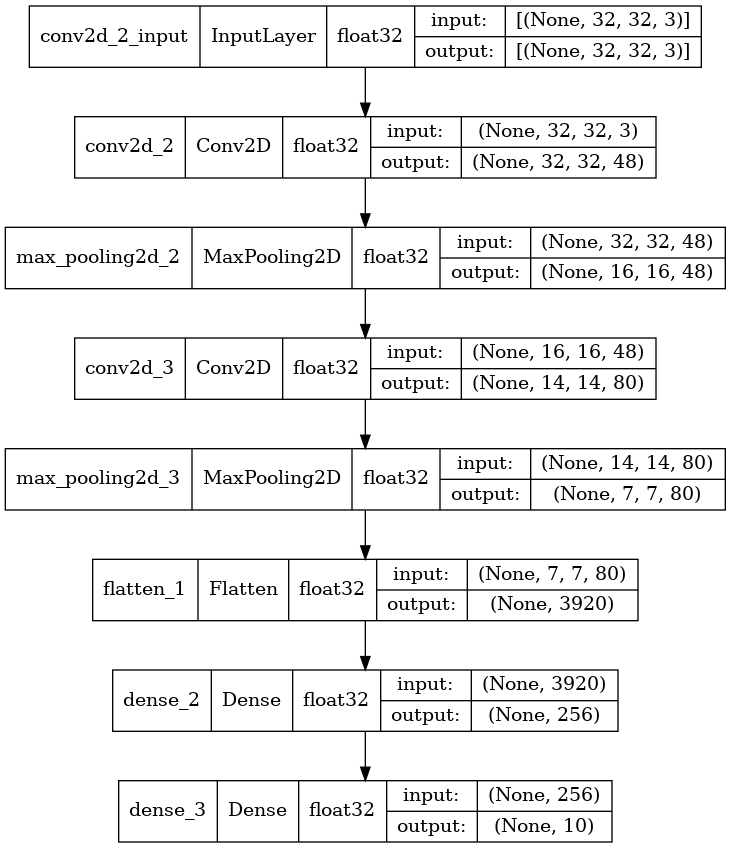 conv2d_2_input InputLayer float32 input: [(None, 32, 32, 3)]
output: [(None, 32, 32, 3)]
conv2d_2 Conv2D float32 input: (None, 32, 32, 3)
output: (None, 32, 32, 48)
max_pooling2d_2 MaxPooling2D float32 input: (None, 32, 32, 48)
output: (None, 16, 16, 48)
conv2d_3 Conv2D float32 input: (None, 16, 16, 48)
output: (None, 14, 14, 80)
max_pooling2d_3 MaxPooling2D float32 input: (None, 14, 14, 80)
output: (None, 7, 7, 80)
flatten_1 Flatten float32 input: (None, 7, 7, 80)
output: (None, 3920)
dense_2 Dense float32 input: (None, 3920)
output: (None, 256)
dense_3 Dense float32 input: (None, 256)
output: (None, 10)